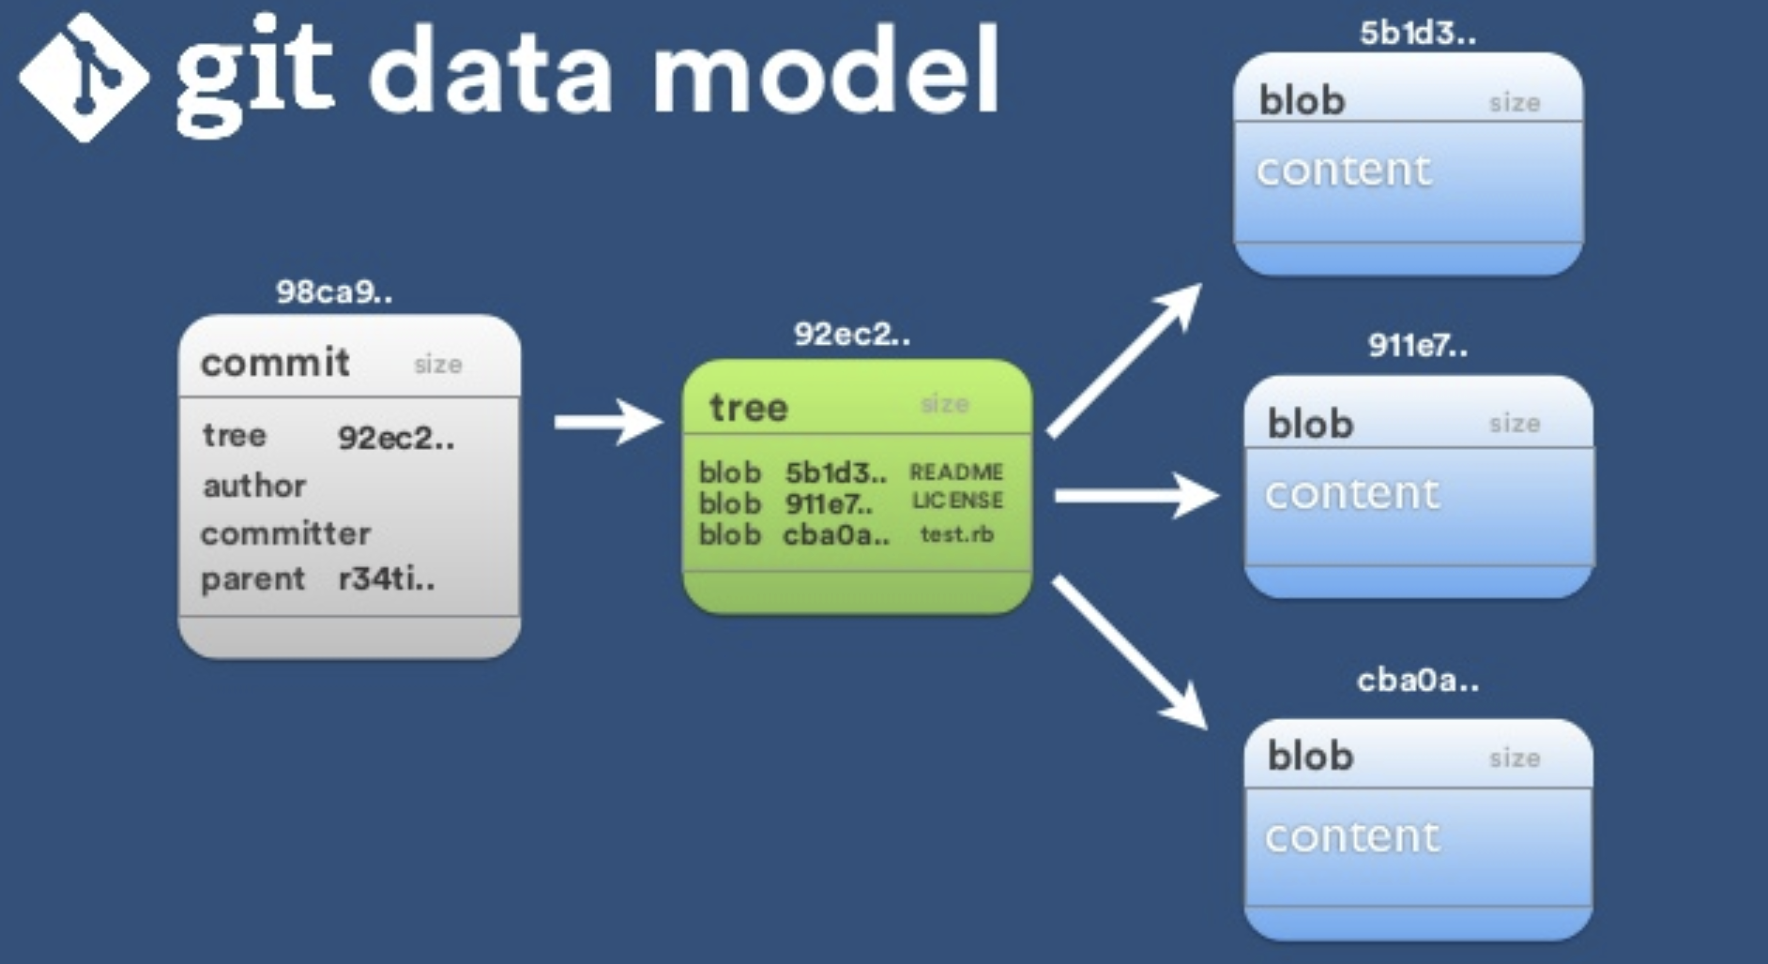 git data model
98ca9..
commit size
tree 92ec2..
author
committer
parent r34ti..
92ec2..
tree size
blob 5b1d3.. README
blob 911e7.. LICENSE
blob cba0a.. test.rb
5b1d3..
blob size
content
911e7..
blob size
content
cba0a..
blob size
content